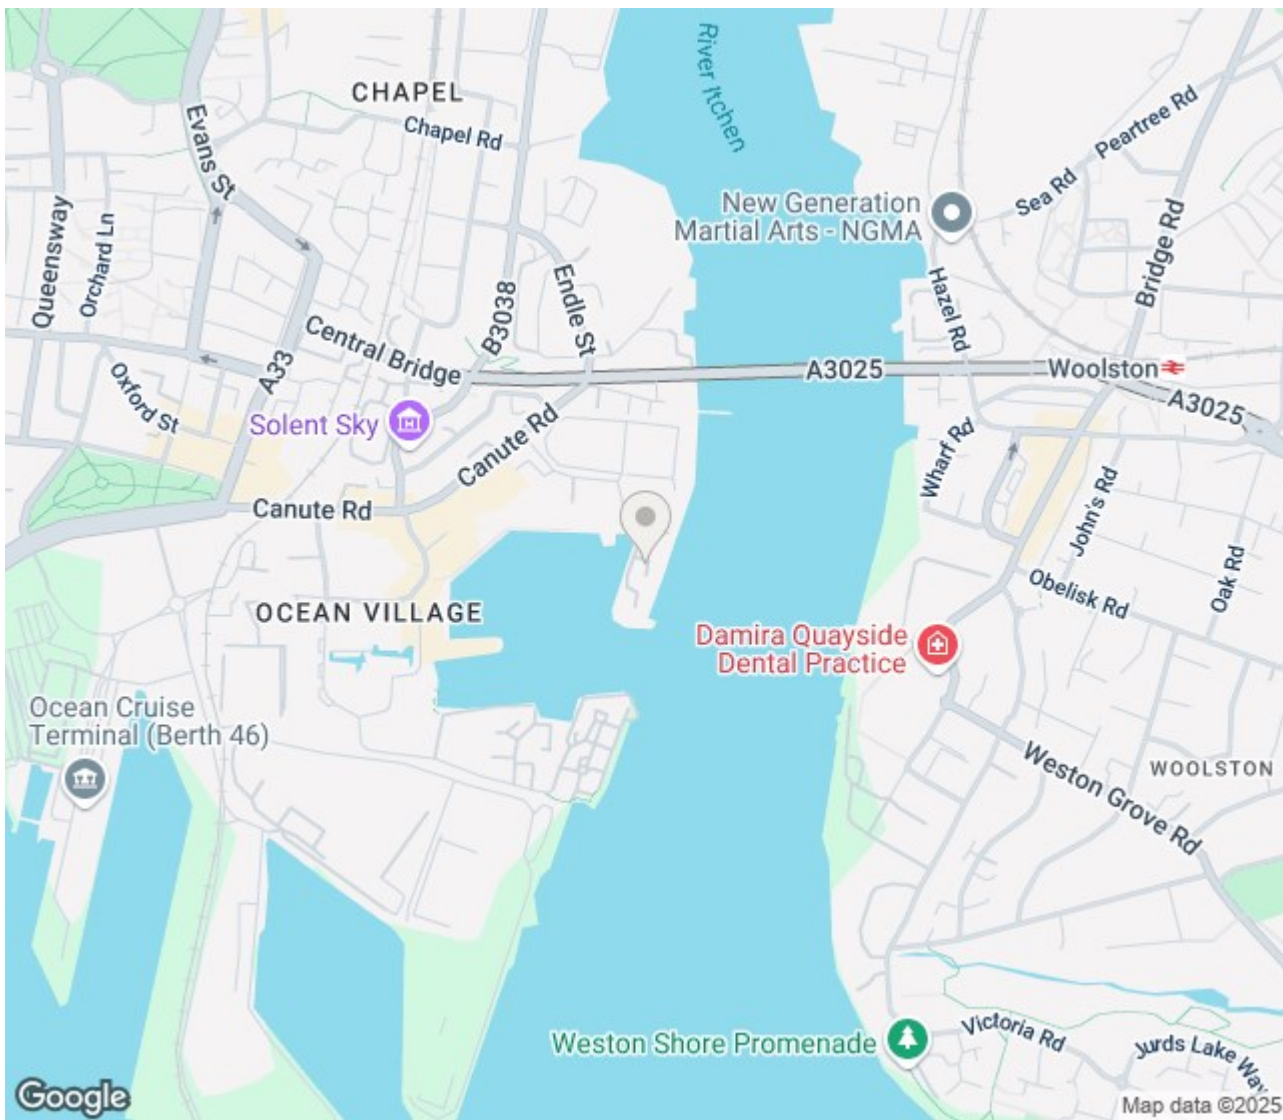 River Itchen
CHAPEL
Chapel Rd
Evans St
Peartree Rd
Sea Rd
New Generation
Martial Arts - NGMA
Bridge Rd
Queensway
Orchard Ln
Endle St
Hazel Rd
B3038
Central Bridge
A33
A3025
Woolston
A3025
Oxford St
Solent Sky
Canute Rd
Wharf Rd
John's Rd
Canute Rd
Oak Rd
Obelisk Rd
OCEAN VILLAGE
Damira Quayside
Dental Practice
Ocean Cruise
Terminal (Berth 46)
Weston Grove Rd
WOOLSTON
Weston Shore Promenade
Victoria Rd
Jurds Lake Way
Google
Map data ©2025